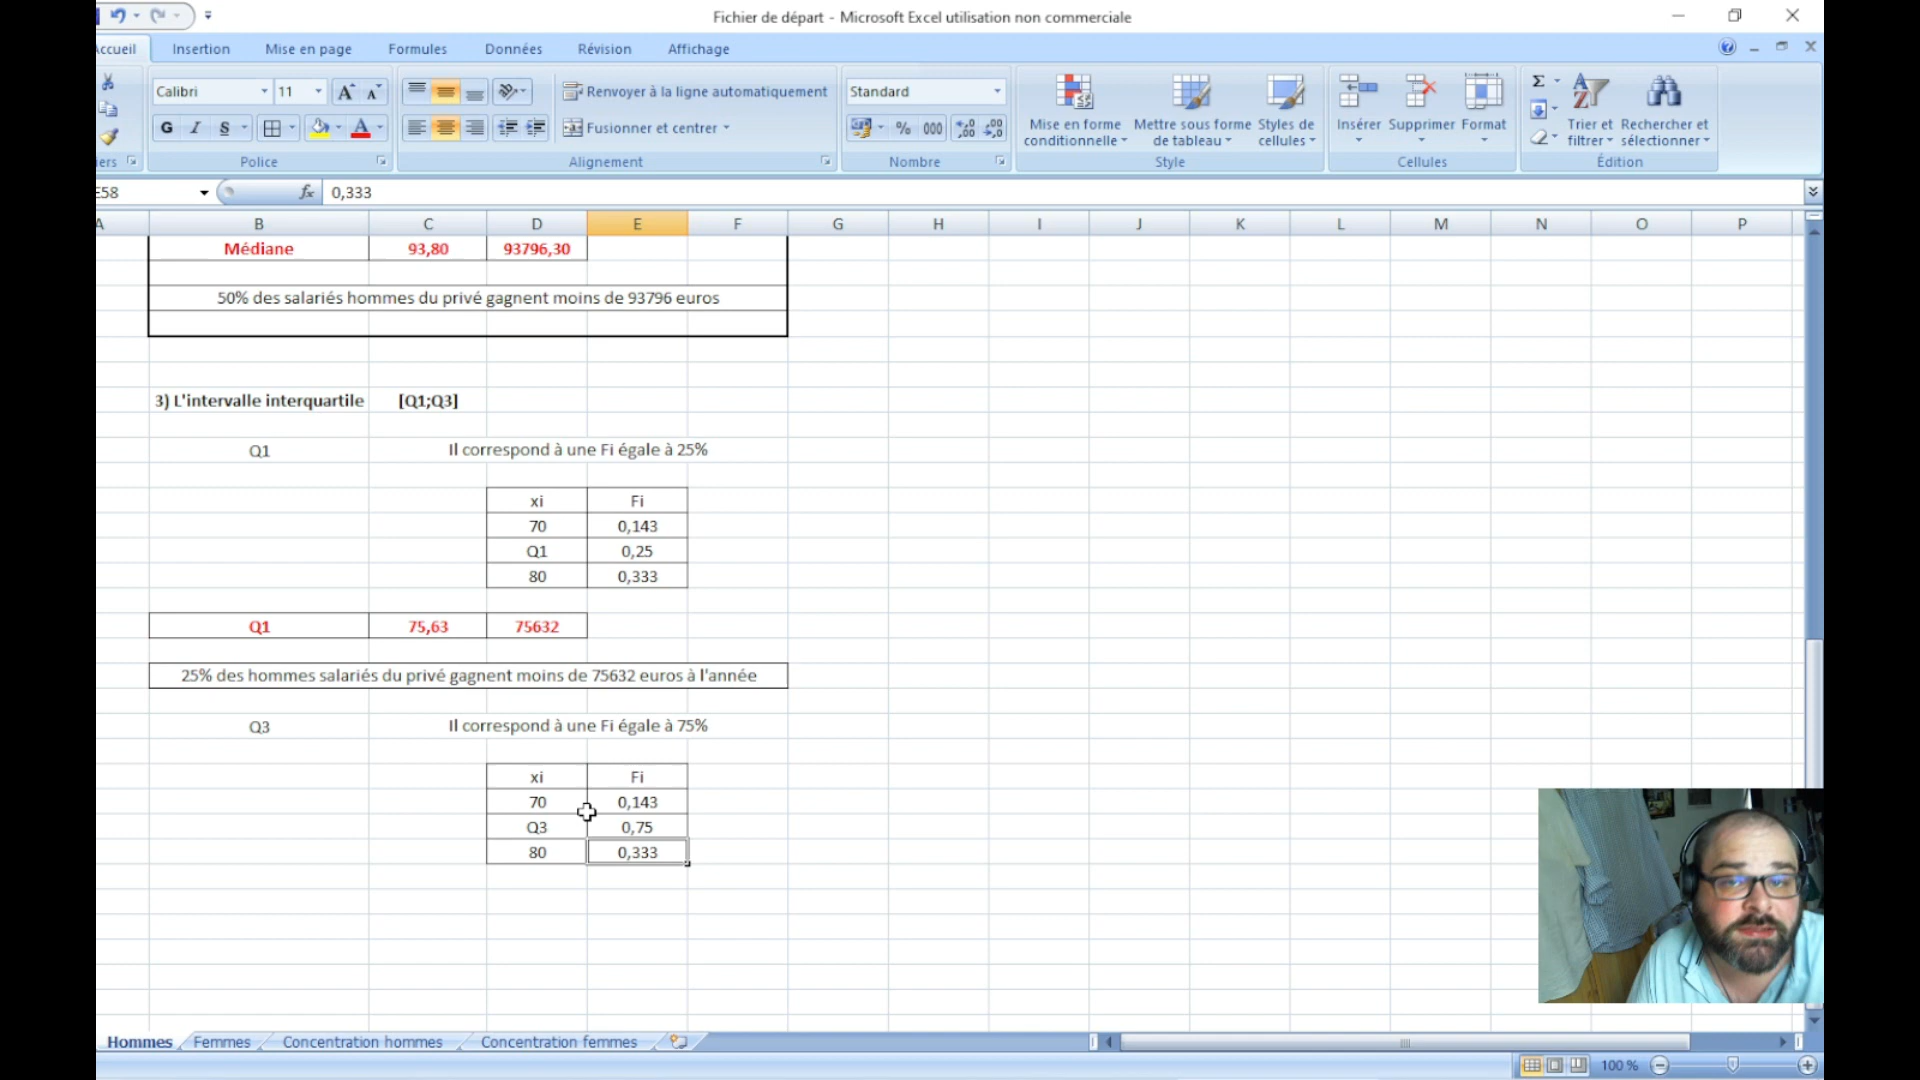 Fichier de départ - Microsoft Excel utilisation non commerciale
Accueil Insertion Mise en page Formules Données Révision Affichage
Calibri 11 A A Renvoyer à la ligne automatiquement Standard Σ
G I S A Fusionner et centrer % 000 ,00
Mise en forme conditionnelle Mettre sous forme de tableau Styles de cellules Insérer Supprimer Format Trier et filtrer Rechercher et sélectionner
iers Police Alignement Nombre Style Cellules Édition
E58 fx 0,333
A B C D E F G H I J K L M N O P
Médiane 93,80 93796,30
50% des salariés hommes du privé gagnent moins de 93796 euros
3) L'intervalle interquartile [Q1;Q3]
Q1 Il correspond à une Fi égale à 25%
xi Fi
70 0,143
Q1 0,25
80 0,333
Q1 75,63 75632
25% des hommes salariés du privé gagnent moins de 75632 euros à l'année
Q3 Il correspond à une Fi égale à 75%
xi Fi
70 0,143
Q3 0,75
80 0,333
Hommes Femmes Concentration hommes Concentration femmes
100 %